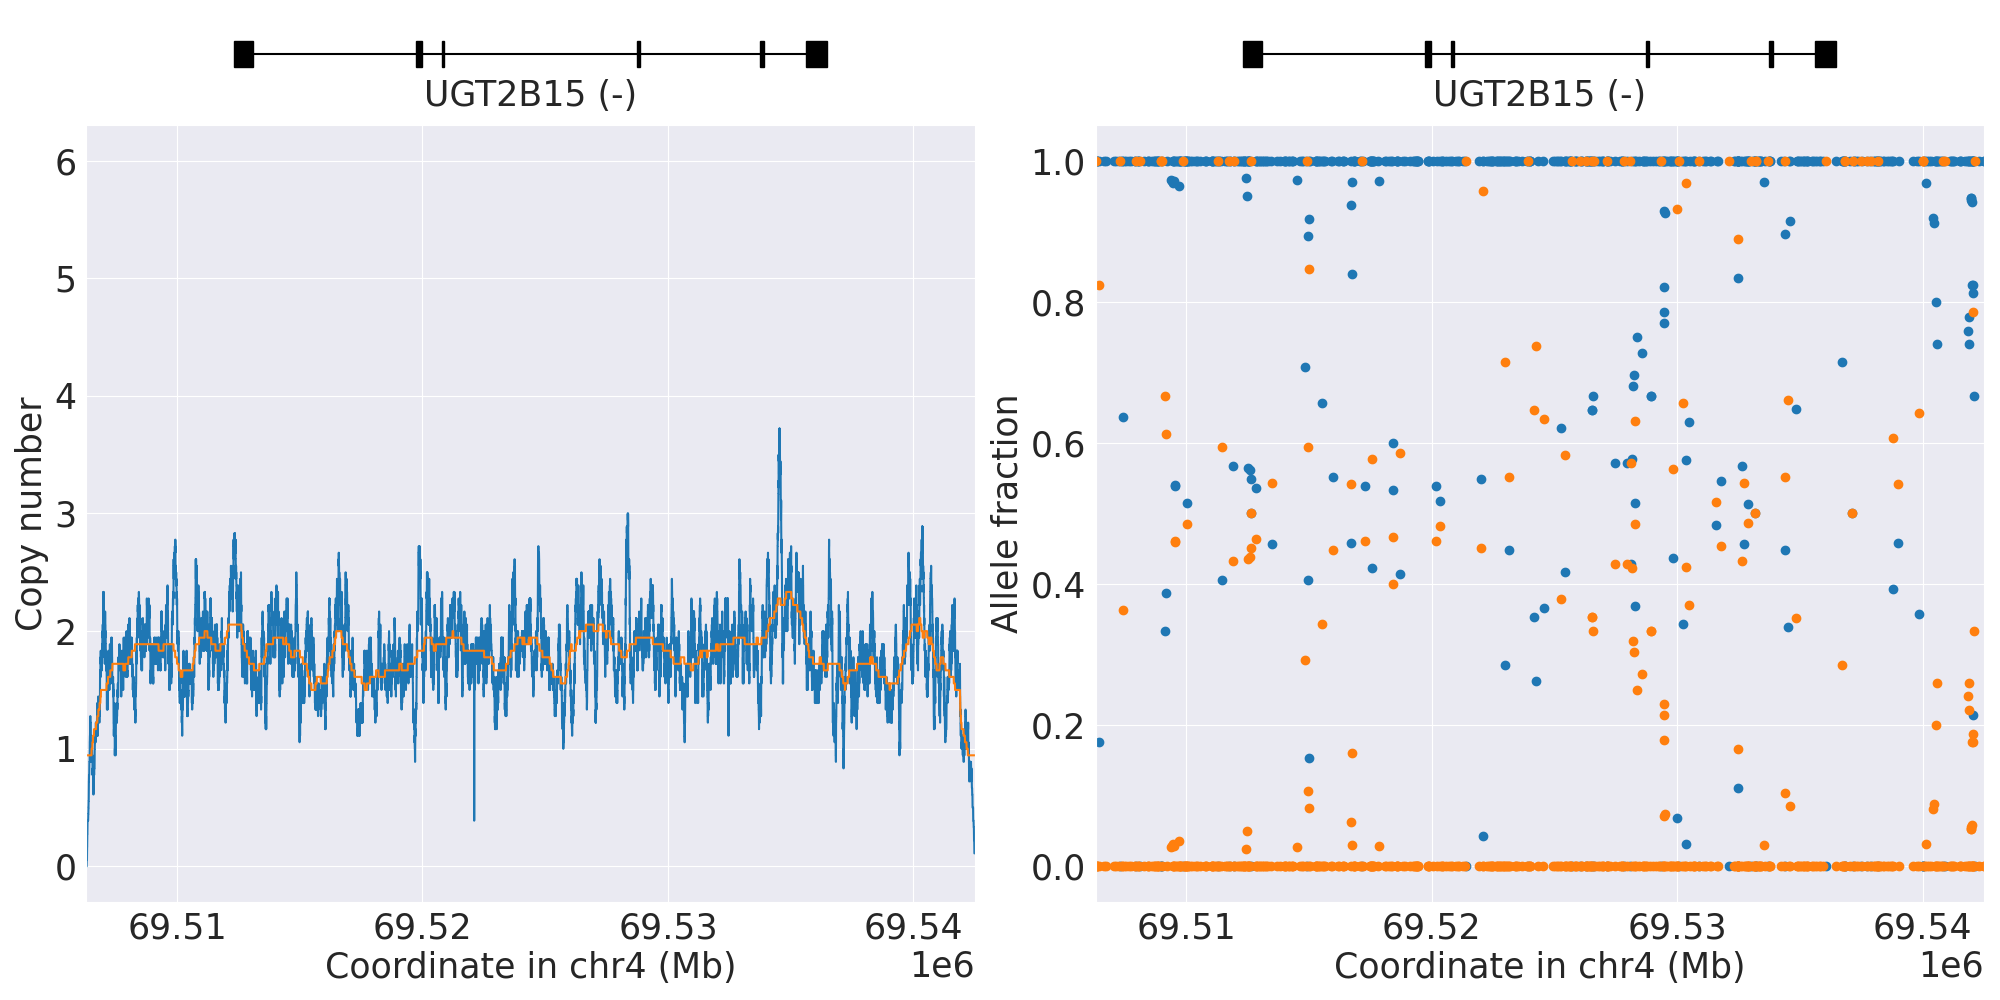 UGT2B15 (-)
Copy number
6
5
4
3
2
1
0
69.51 69.52 69.53 69.54
Coordinate in chr4 (Mb)
1e6
UGT2B15 (-)
Allele fraction
1.0
0.8
0.6
0.4
0.2
0.0
69.51 69.52 69.53 69.54
Coordinate in chr4 (Mb)
1e6